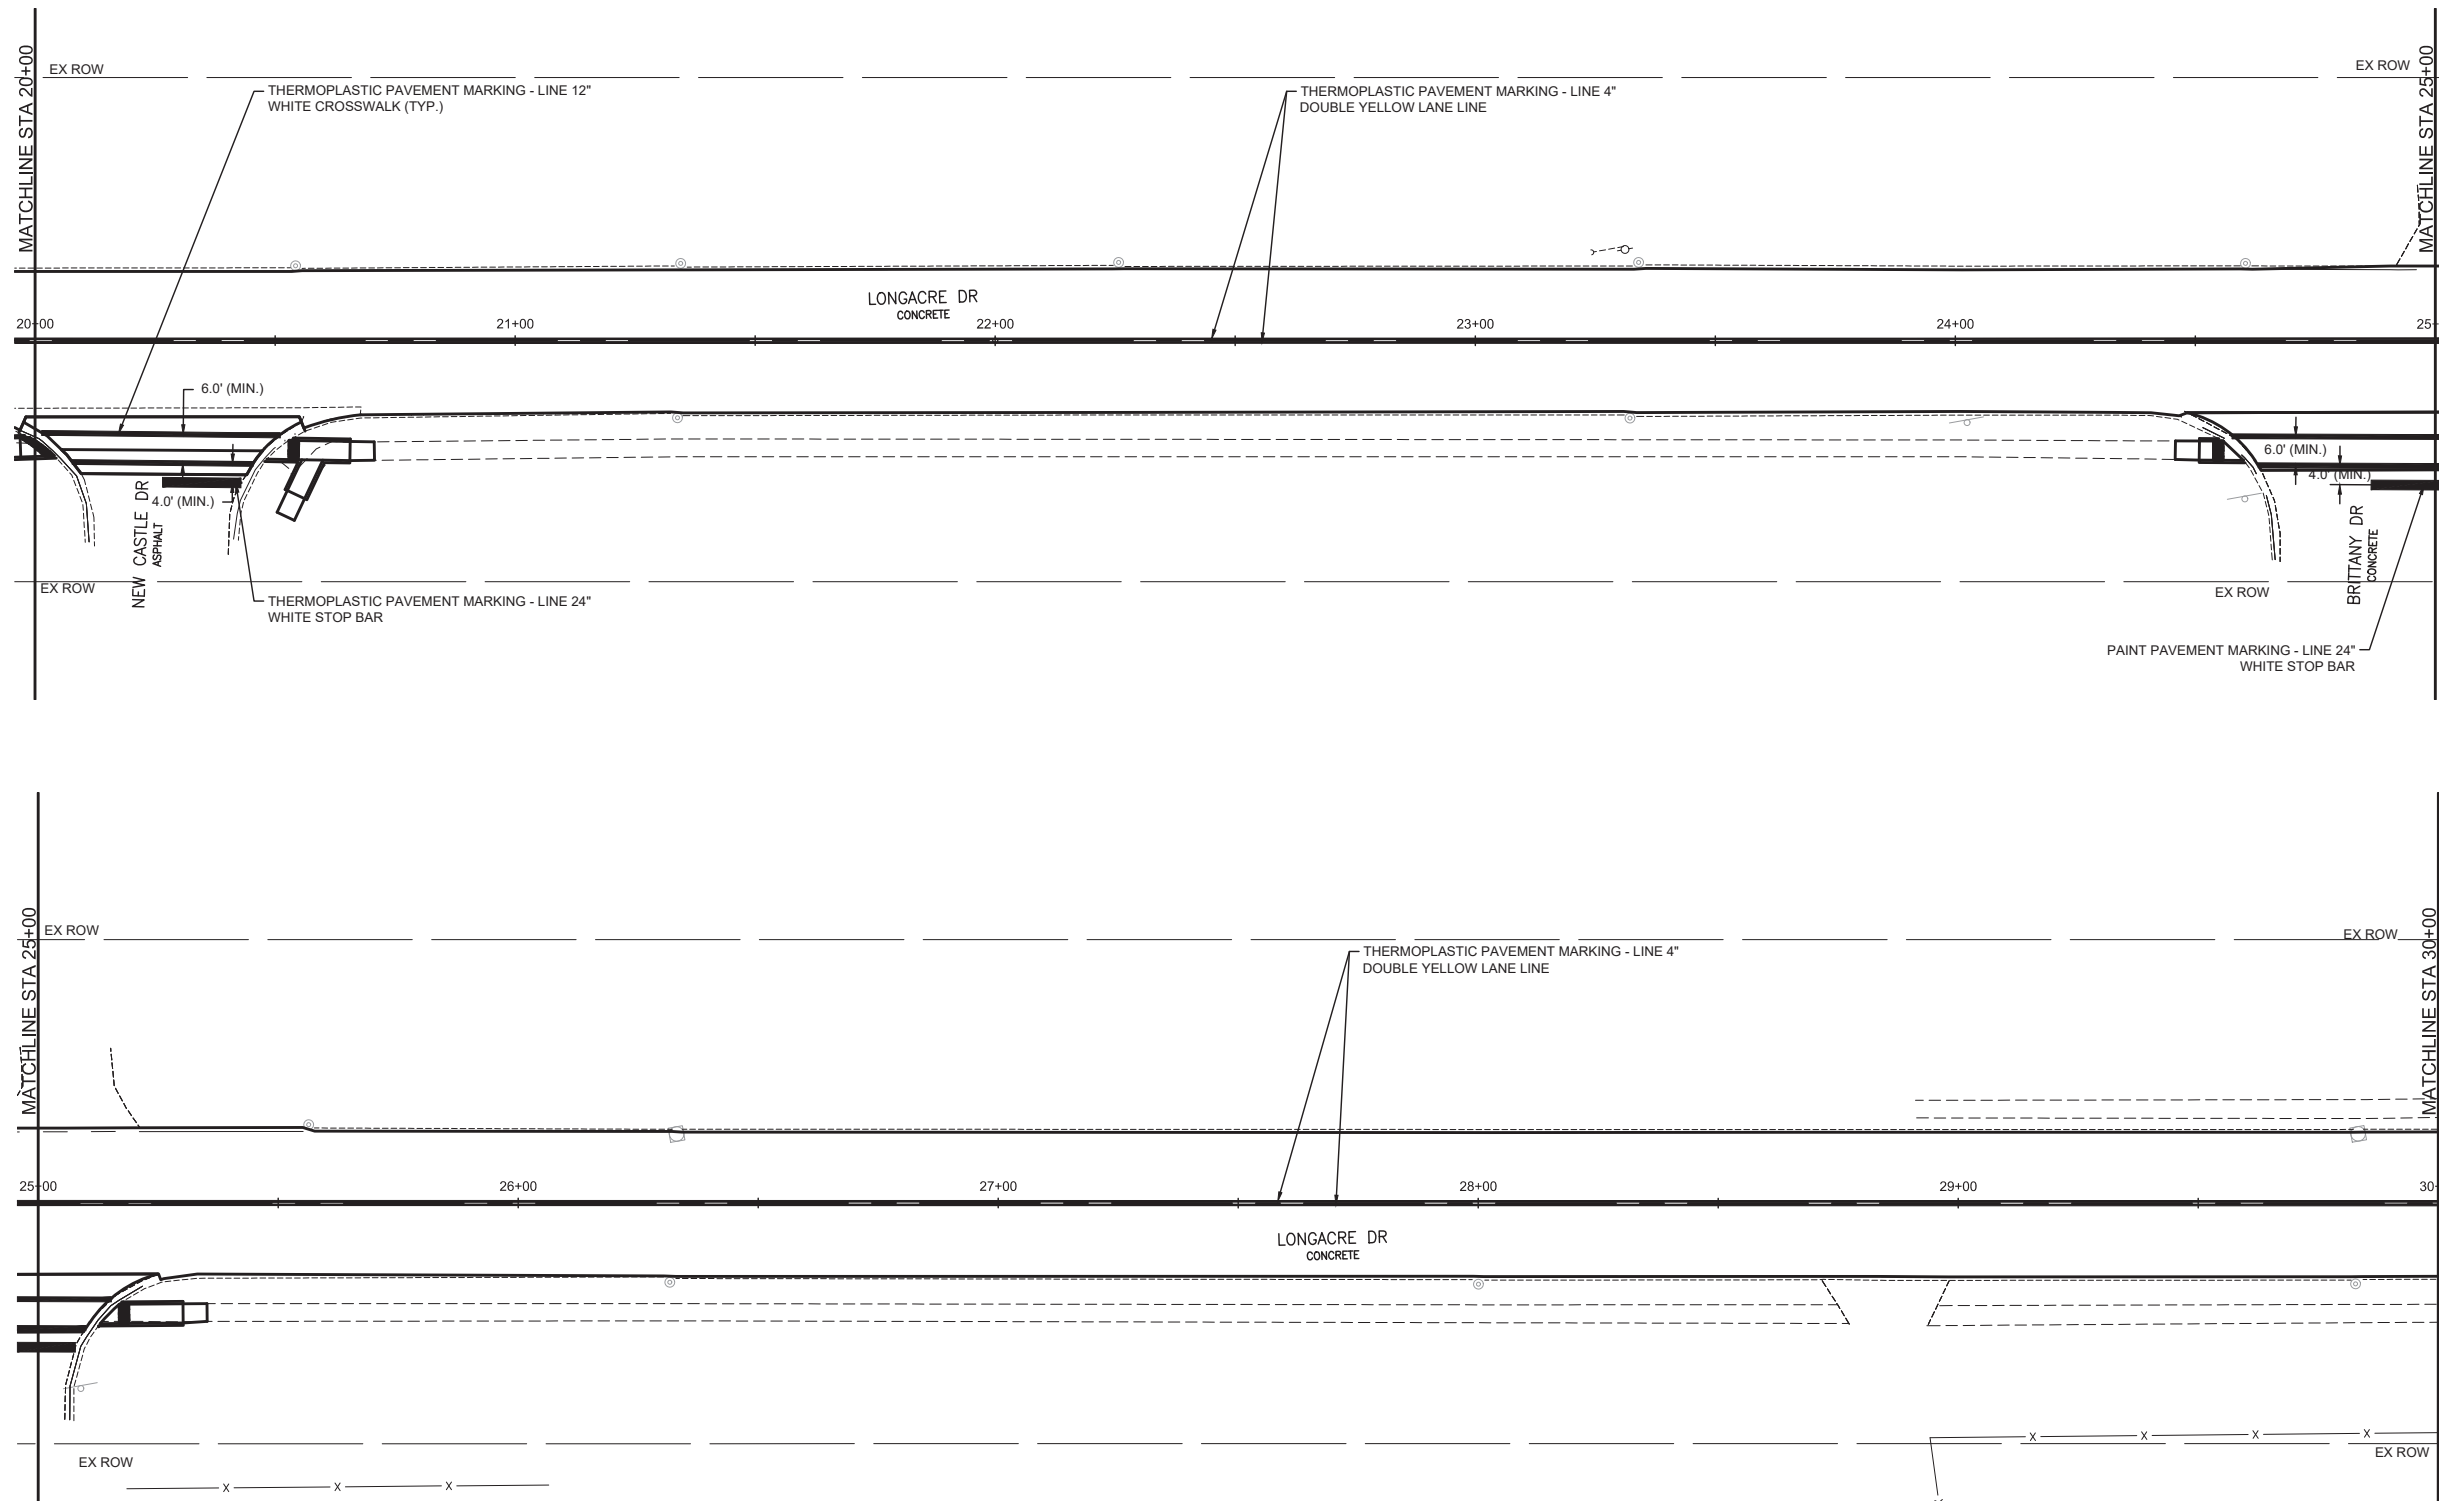 MATCHLINE STA 20+00
EX ROW
THERMOPLASTIC PAVEMENT MARKING - LINE 12"
WHITE CROSSWALK (TYP.)
THERMOPLASTIC PAVEMENT MARKING - LINE 4"
DOUBLE YELLOW LANE LINE
EX ROW
MATCHLINE STA 25+00
LONGACRE DR
CONCRETE
20+00
21+00
22+00
23+00
24+00
25+
6.0' (MIN.)
4.0' (MIN.)
NEW CASTLE DR
ASPHALT
6.0' (MIN.)
4.0' (MIN.)
BRITTANY DR
CONCRETE
EX ROW
THERMOPLASTIC PAVEMENT MARKING - LINE 24"
WHITE STOP BAR
EX ROW
PAINT PAVEMENT MARKING - LINE 24"
WHITE STOP BAR
MATCHLINE STA 25+00
EX ROW
THERMOPLASTIC PAVEMENT MARKING - LINE 4"
DOUBLE YELLOW LANE LINE
EX ROW
MATCHLINE STA 30+00
25+00
26+00
27+00
28+00
29+00
30
LONGACRE DR
CONCRETE
EX ROW
X
X
X
X
X
X
X
EX ROW